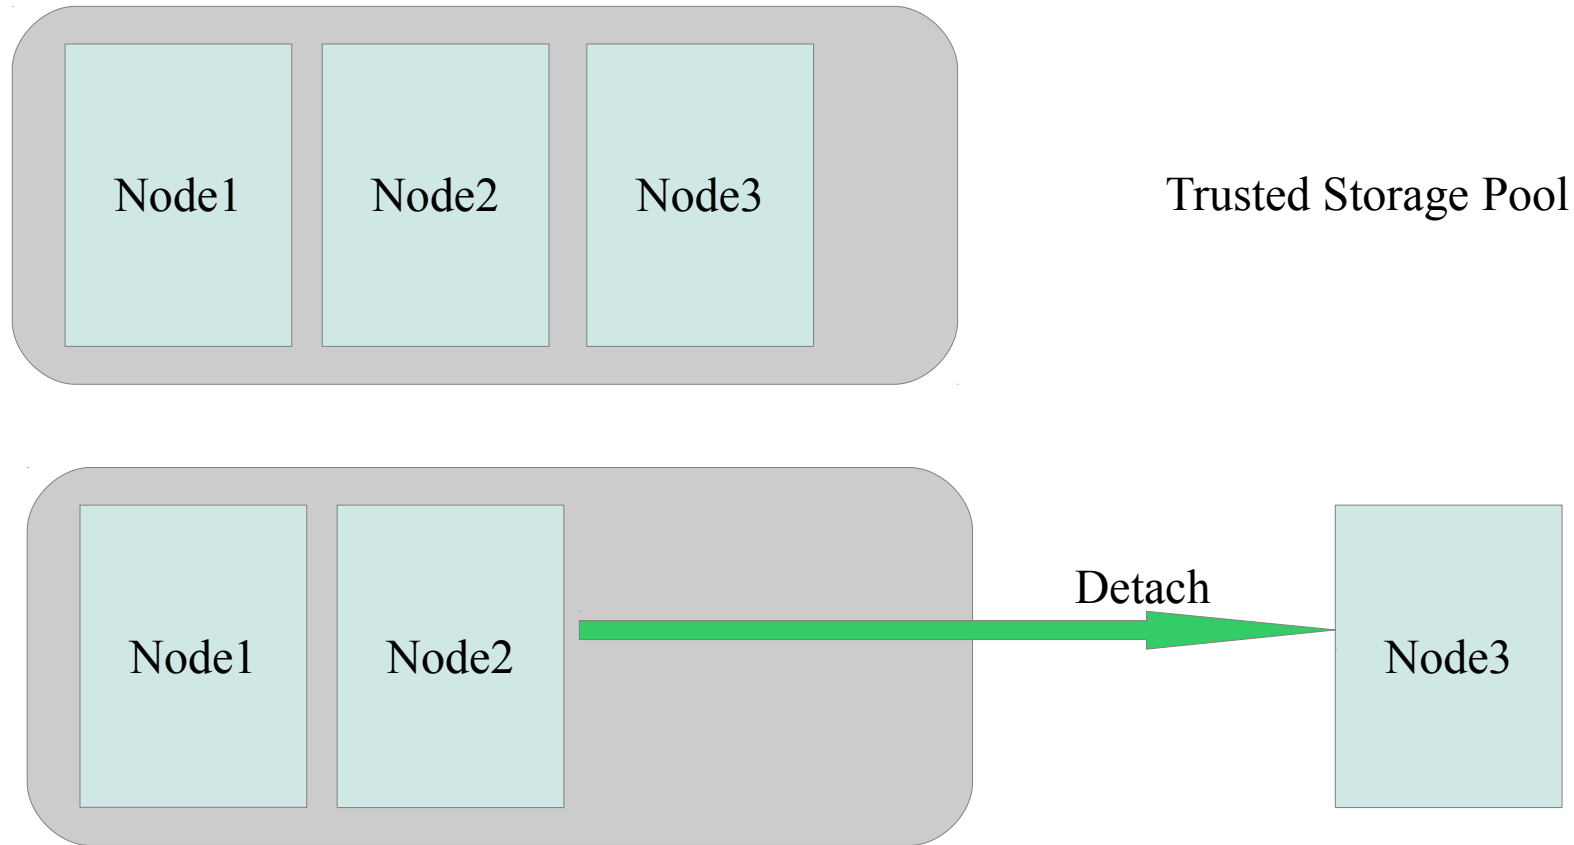 Node1
Node2
Node3
Trusted Storage Pool
Detach
Node1
Node2
Node3